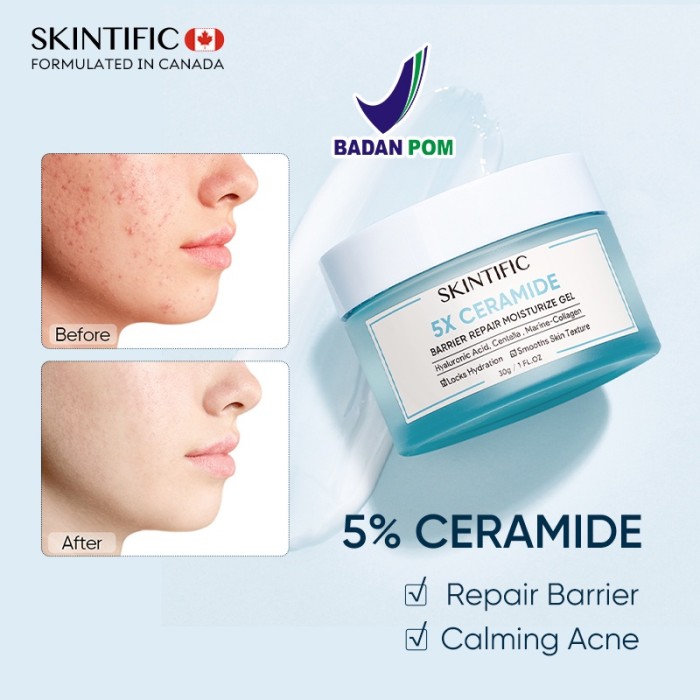 SKINTIFIC
FORMULATED IN CANADA
BADAN POM
Before
After
SKINTIFIC
5X CERAMIDE
BARRIER REPAIR MOISTURIZE GEL
Hyaluronic Acid, Centella, Marine-Collagen
☑Locks Hydration ☑Smooths Skin Texture
30g / 1 FL.OZ
5% CERAMIDE
☑ Repair Barrier
☑ Calming Acne